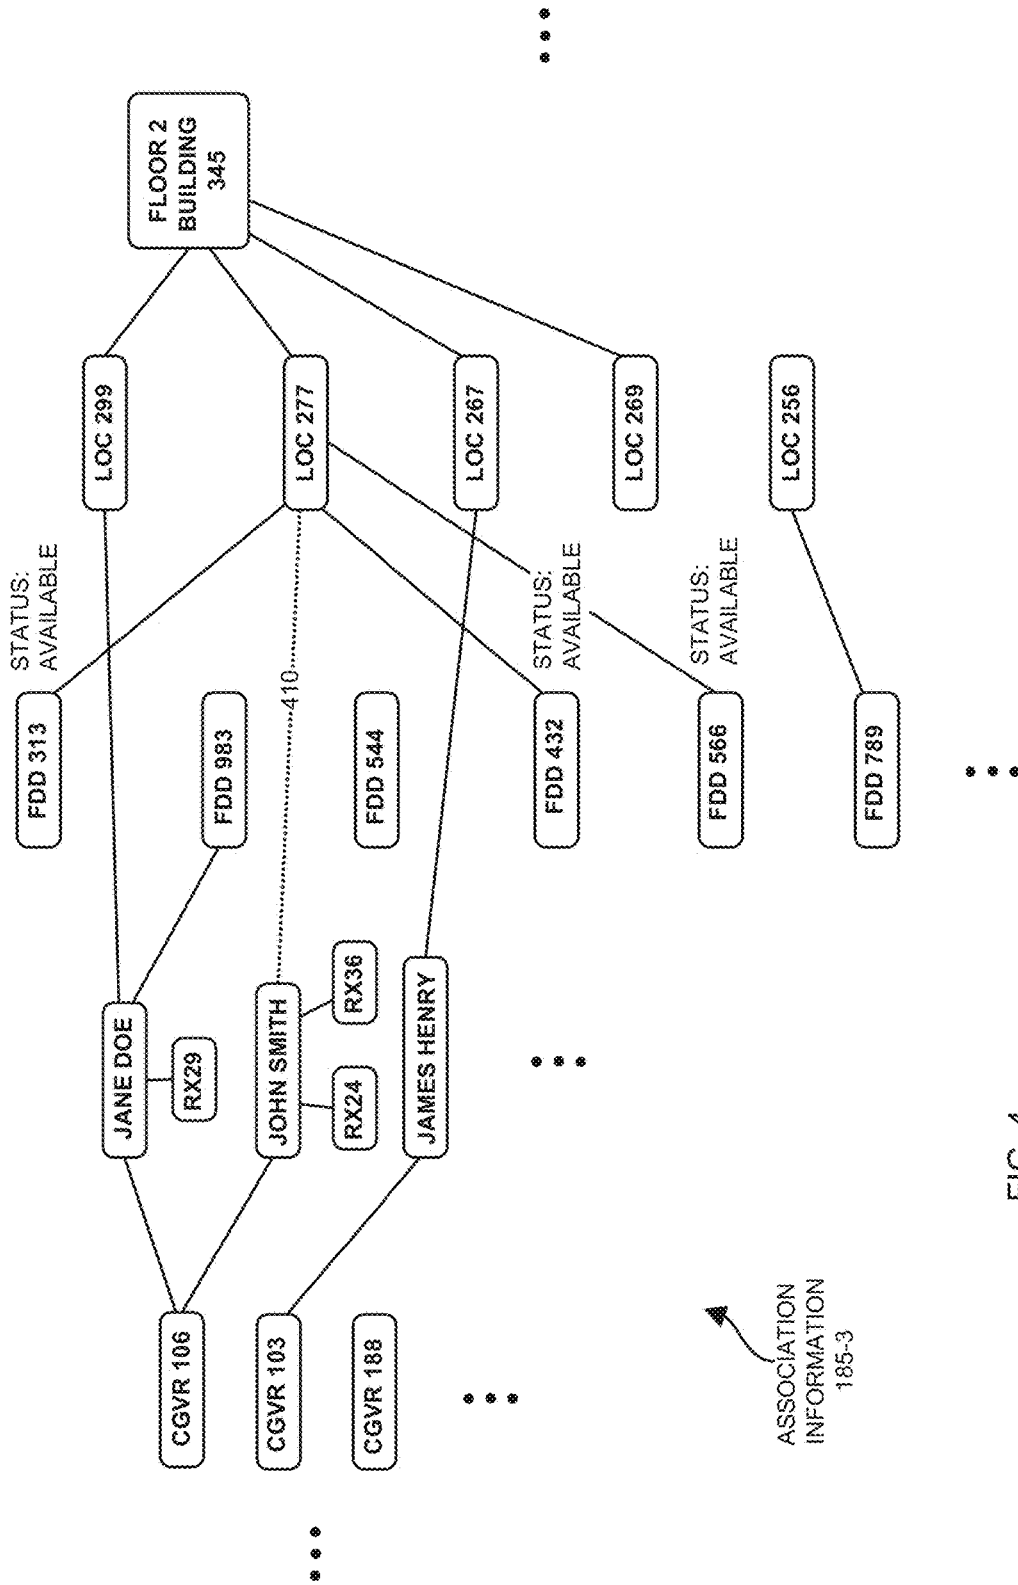 CGVR 106
CGVR 103
CGVR 188
ASSOCIATION
INFORMATION
185-3
JANE DOE
RX29
JOHN SMITH
RX24
RX36
JAMES HENRY
FDD 313
STATUS:
AVAILABLE
FDD 983
410
FDD 544
FDD 432
STATUS:
AVAILABLE
FDD 566
STATUS:
AVAILABLE
FDD 789
LOC 299
LOC 277
LOC 267
LOC 269
LOC 256
FLOOR 2
BUILDING
345
FIG. 4